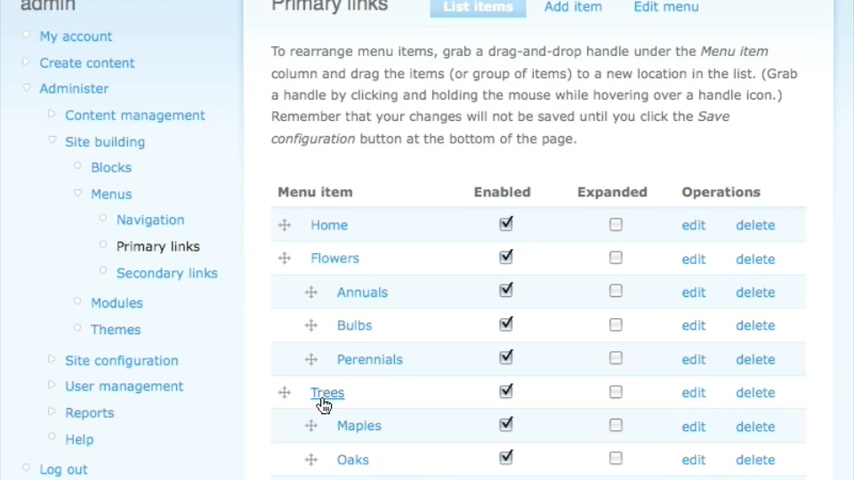 admin
My account
Create content
Administer
Content management
Site building
Blocks
Menus
Navigation
Primary links
Secondary links
Modules
Themes
Site configuration
User management
Reports
Help
Log out
Primary links
List items
Add item
Edit menu
To rearrange menu items, grab a drag-and-drop handle under the Menu item
column and drag the items (or group of items) to a new location in the list. (Grab
a handle by clicking and holding the mouse while hovering over a handle icon.)
Remember that your changes will not be saved until you click the Save
configuration button at the bottom of the page.
Menu item Enabled Expanded Operations
Home edit delete
Flowers edit delete
Annuals edit delete
Bulbs edit delete
Perennials edit delete
Trees edit delete
Maples edit delete
Oaks edit delete